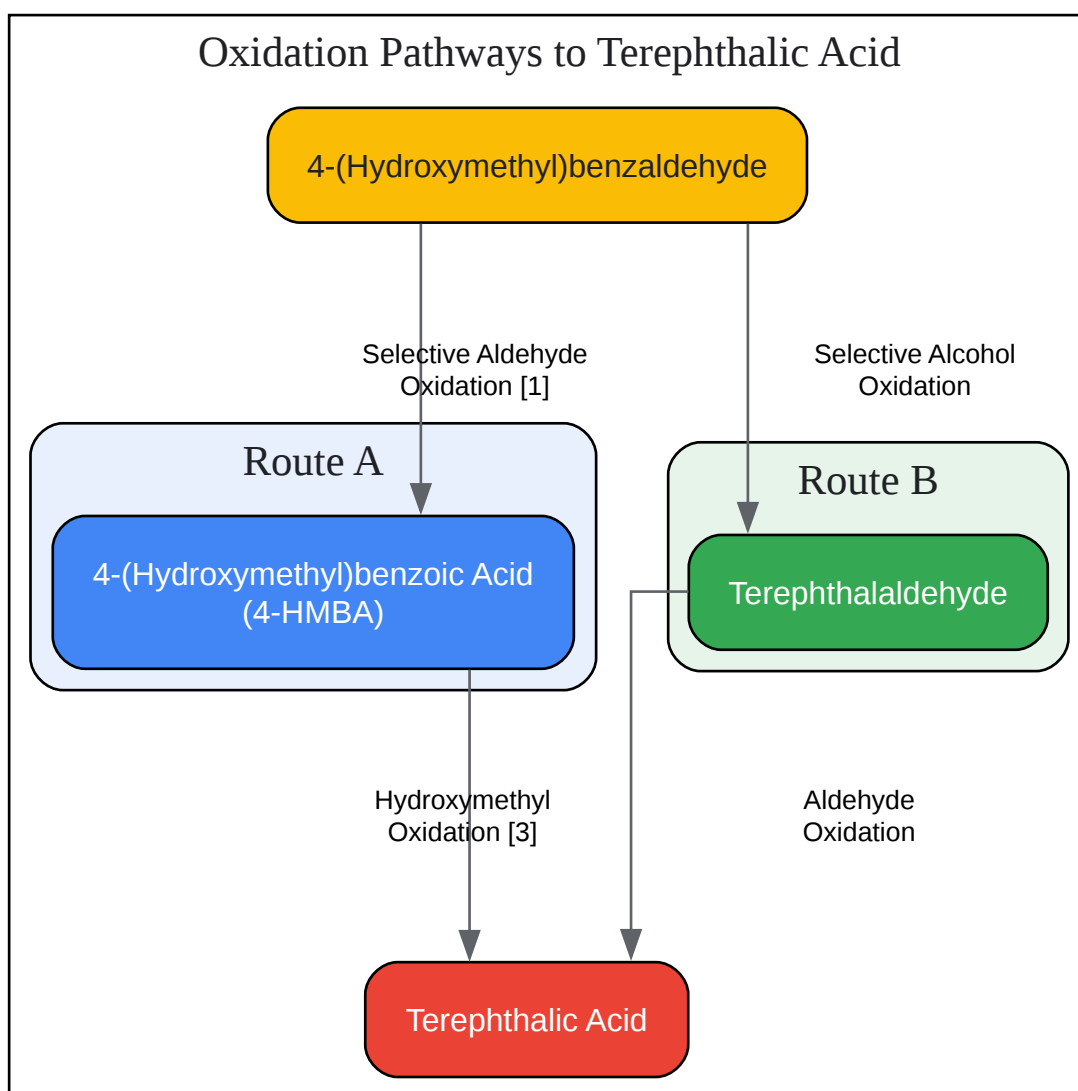 Oxidation Pathways to Terephthalic Acid
4-(Hydroxymethyl)benzaldehyde
Selective Aldehyde
Oxidation [1]
Selective Alcohol
Oxidation
Route A
Route B
4-(Hydroxymethyl)benzoic Acid
(4-HMBA)
Terephthalaldehyde
Hydroxymethyl
Oxidation [3]
Aldehyde
Oxidation
Terephthalic Acid